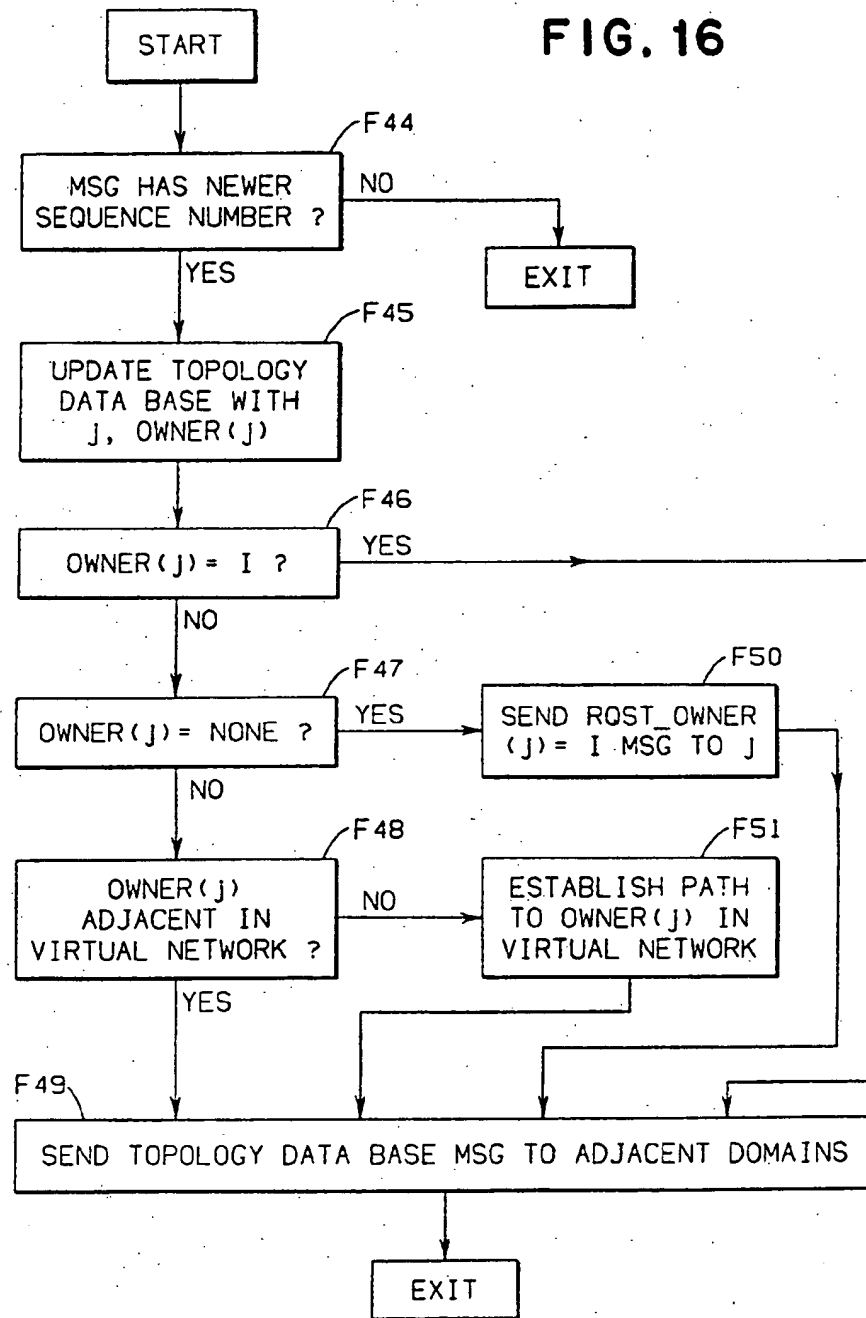 FIG. 16
START
F44
MSG HAS NEWER
SEQUENCE NUMBER ?
NO
EXIT
YES
F45
UPDATE TOPOLOGY
DATA BASE WITH
j, OWNER(j)
F46
OWNER(j)= I ?
YES
NO
F47
OWNER(j)= NONE ?
YES
F50
SEND RQST_OWNER
(j)= I MSG TO j
NO
F48
OWNER(j)
ADJACENT IN
VIRTUAL NETWORK ?
NO
F51
ESTABLISH PATH
TO OWNER(j) IN
VIRTUAL NETWORK
YES
F49
SEND TOPOLOGY DATA BASE MSG TO ADJACENT DOMAINS
EXIT